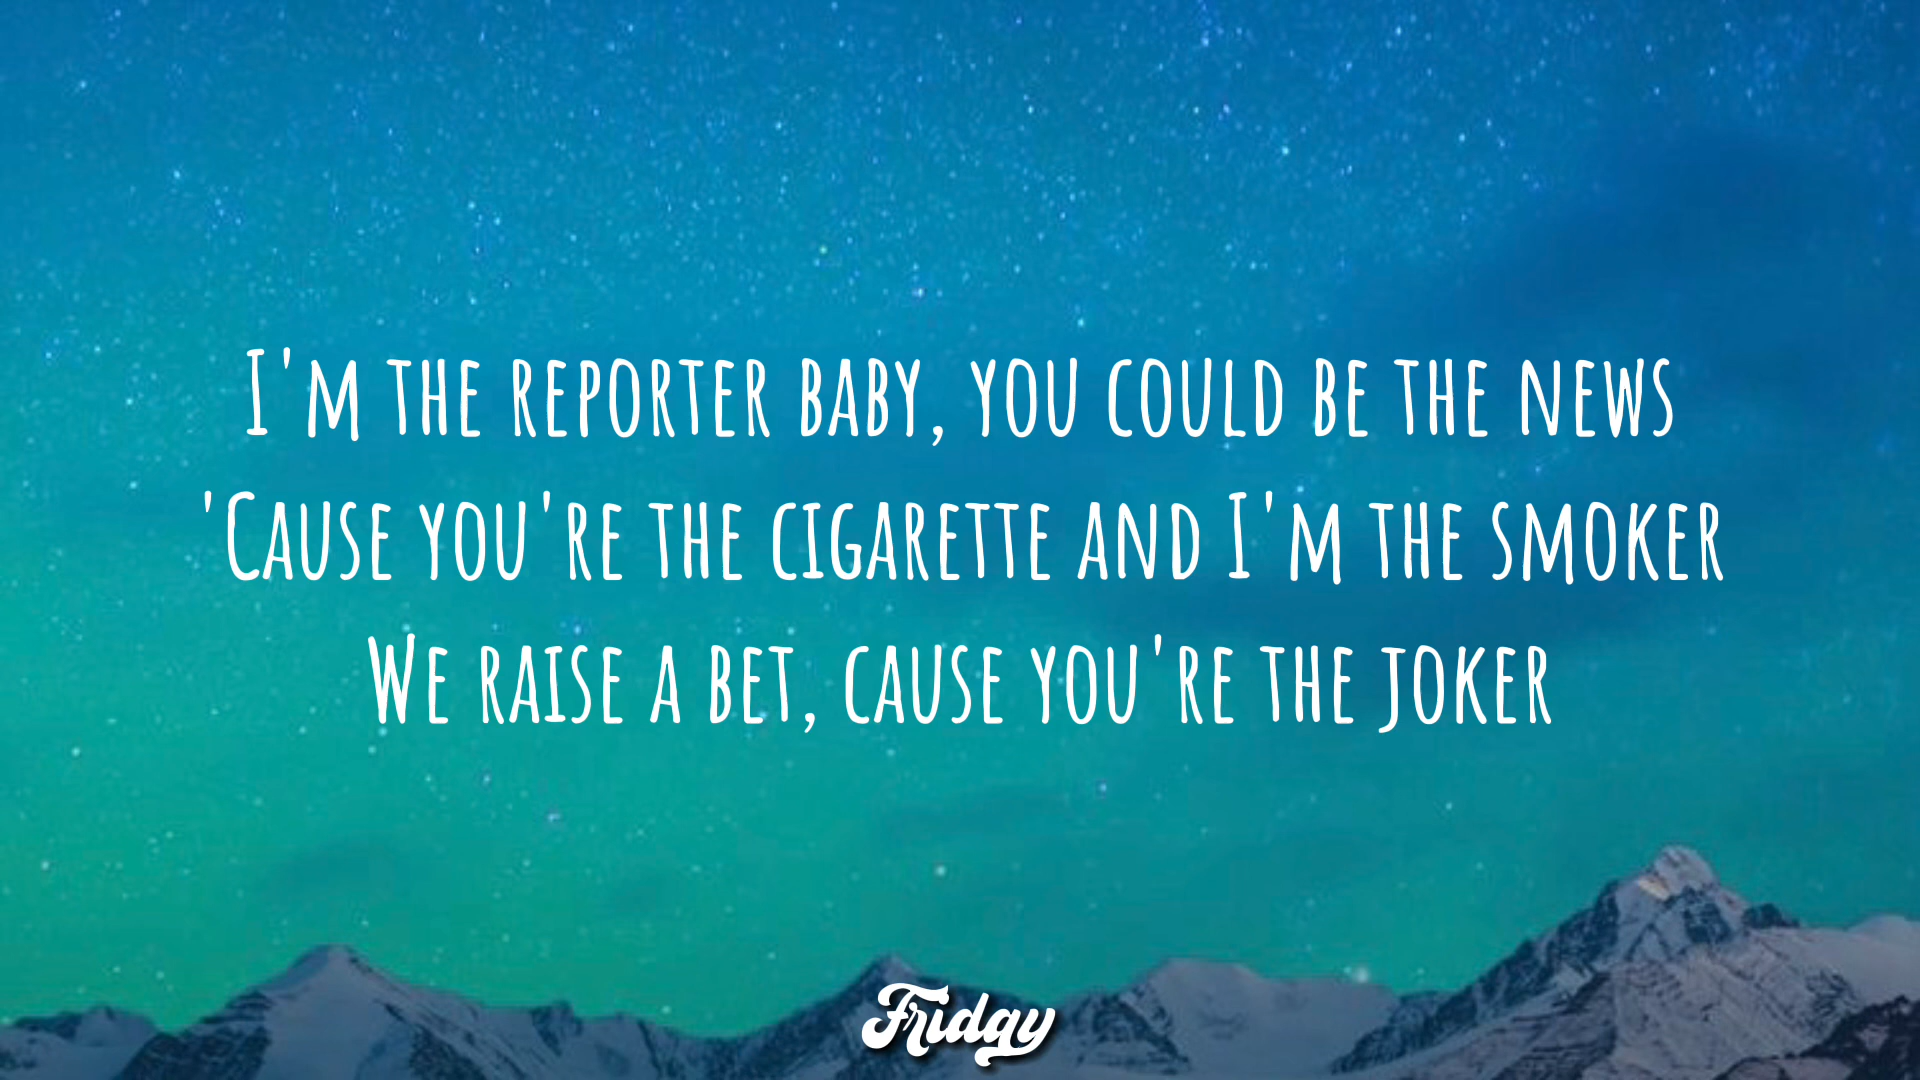 I'm the reporter baby, you could be the news
'Cause you're the cigarette and I'm the smoker
We raise a bet, cause you're the joker
Friday